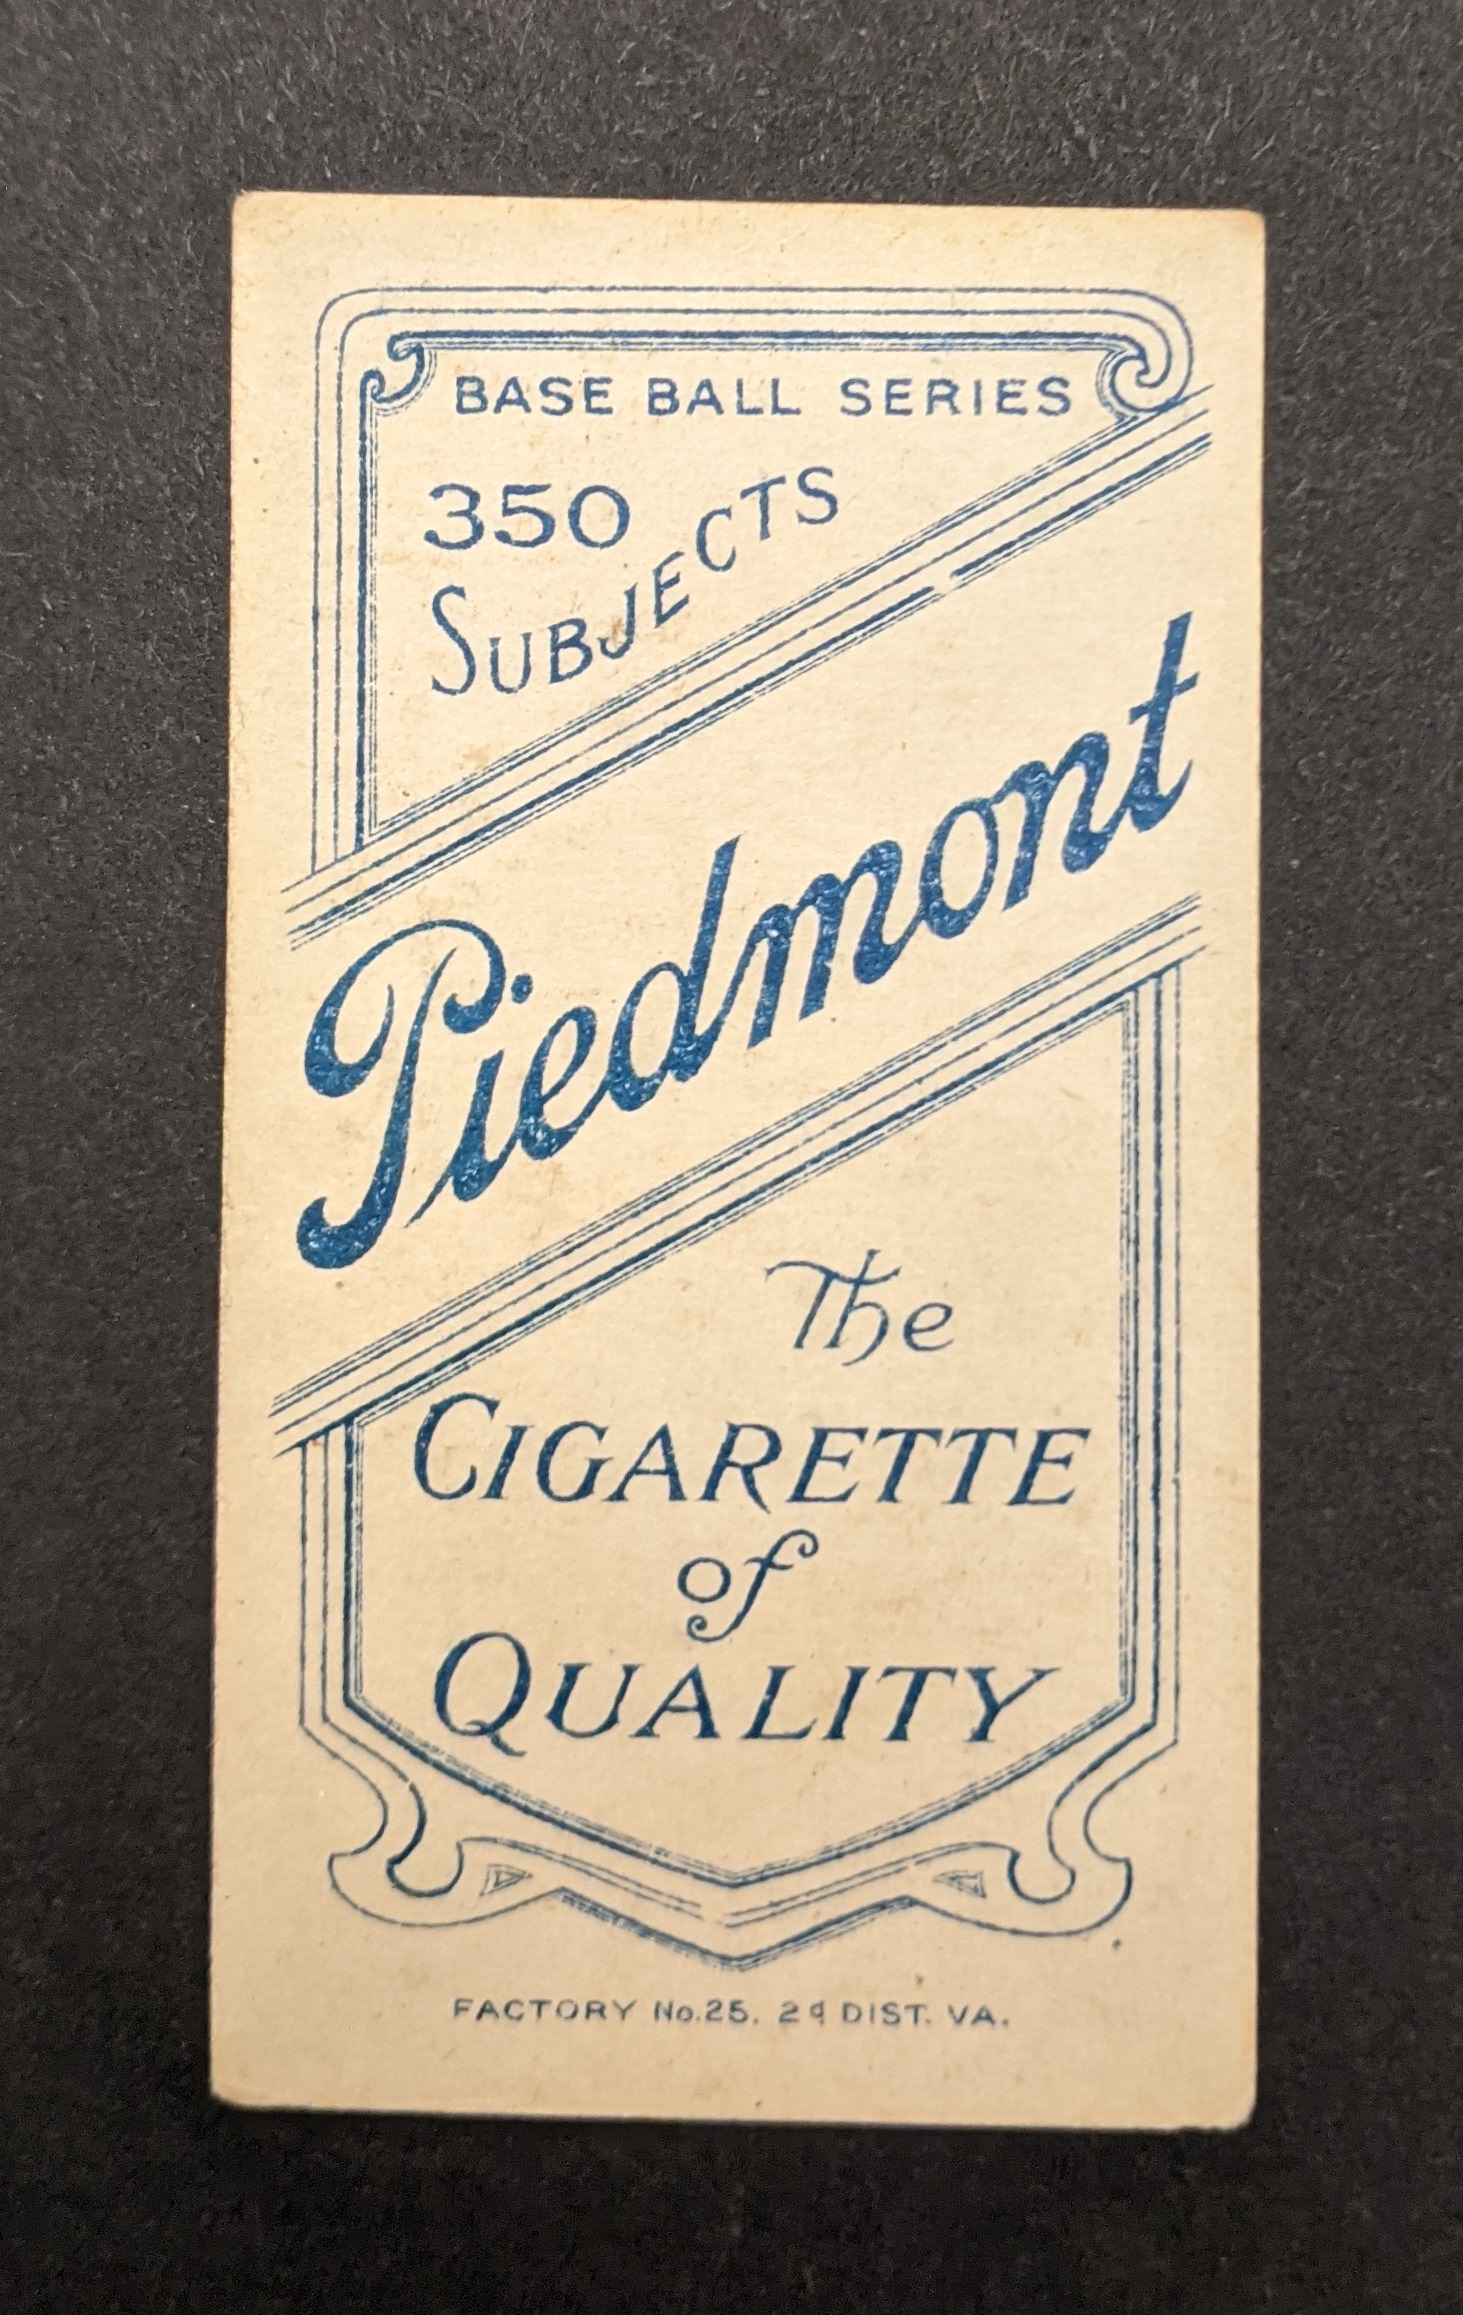 BASE BALL SERIES
350
SUBJECTS
Piedmont
The
CIGARETTE
of
QUALITY
FACTORY No.25. 2d DIST. VA.